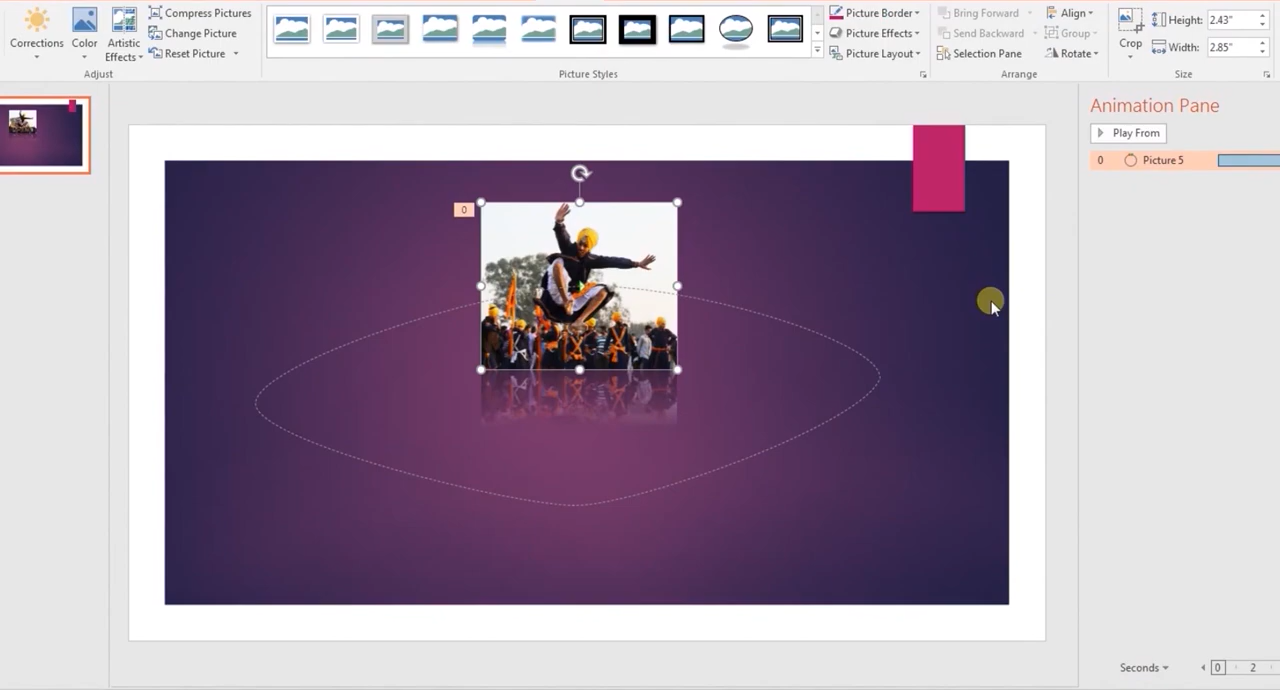 Corrections
Color
Artistic
Effects
Compress Pictures
Change Picture
Reset Picture
Adjust
Picture Styles
Picture Border
Picture Effects
Picture Layout
Bring Forward
Send Backward
Selection Pane
Align
Group
Rotate
Arrange
Crop
Height: 2.43"
Width: 2.85"
Size
Animation Pane
Play From
0 Picture 5
0
Seconds 0 2